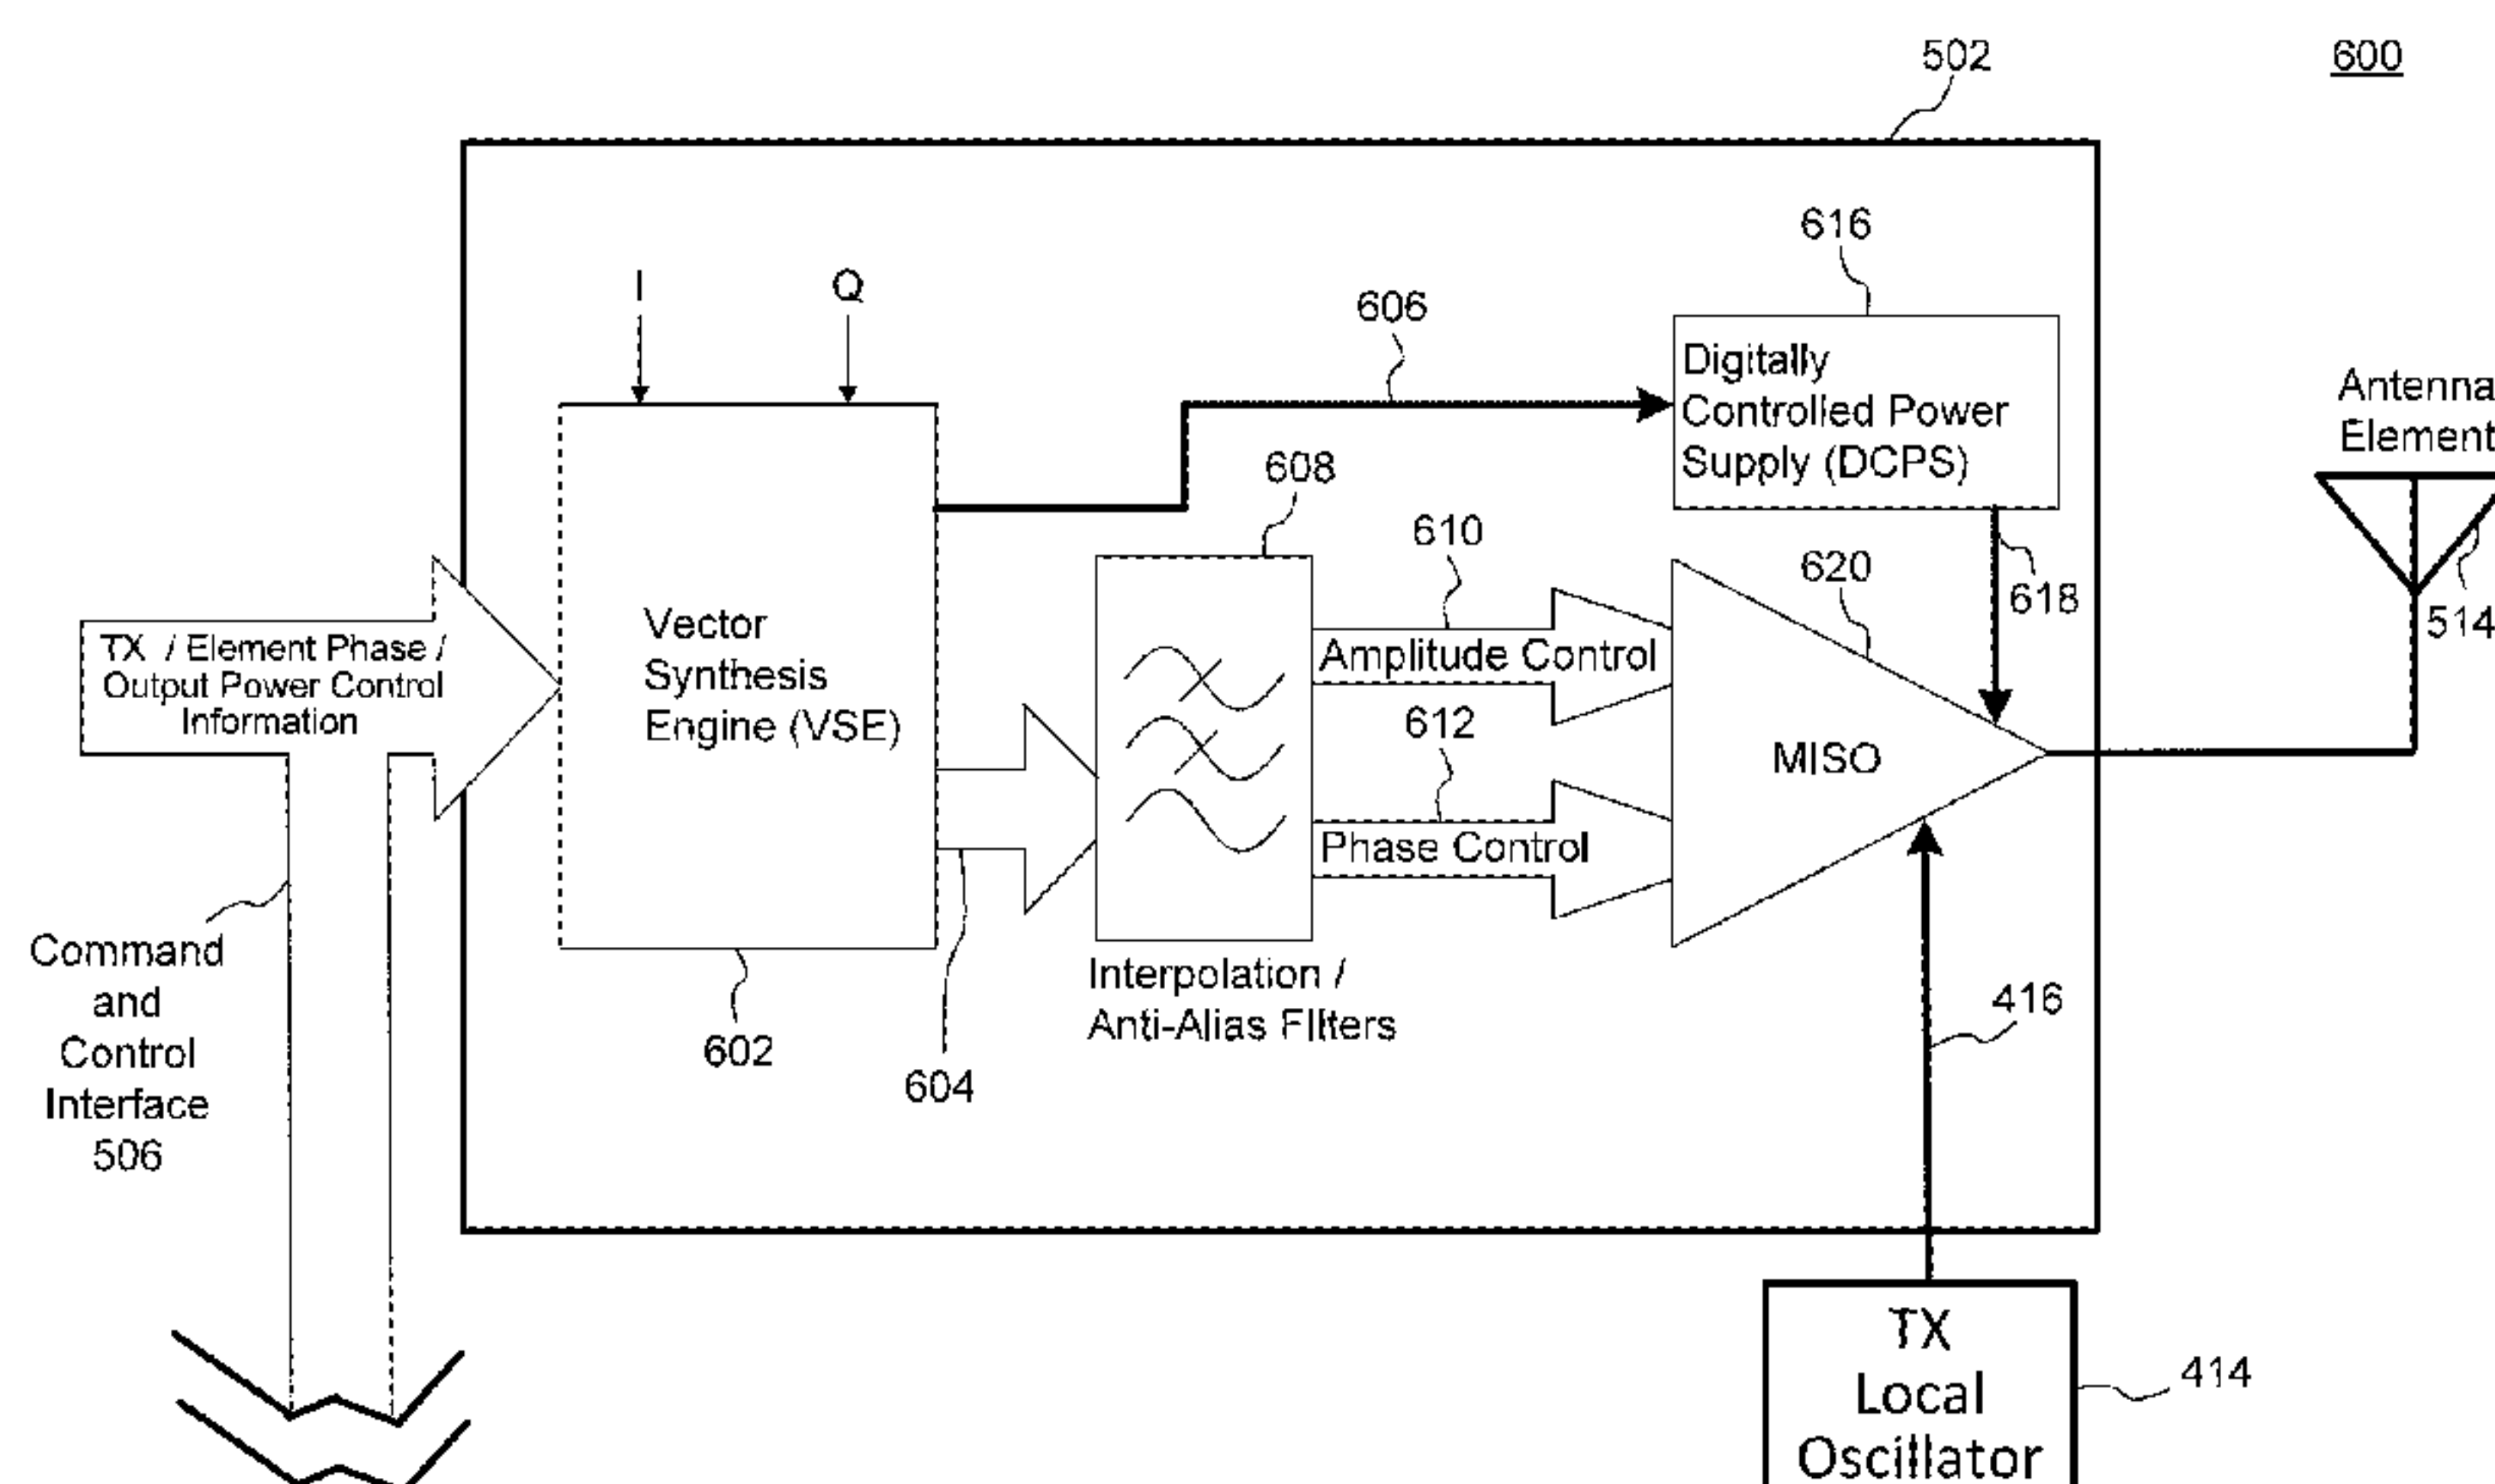 502
600
616
I
Q
606
Digitally
Controlled Power
Supply (DCPS)
Antenna
Element
514
608
610
620
618
Vector
Synthesis
Engine (VSE)
TX / Element Phase /
Output Power Control
Information
Amplitude Control
612
MISO
Phase Control
Command
and
Control
Interface
506
Interpolation /
Anti-Alias FIlters
602
604
416
TX
Local
Oscillator
414